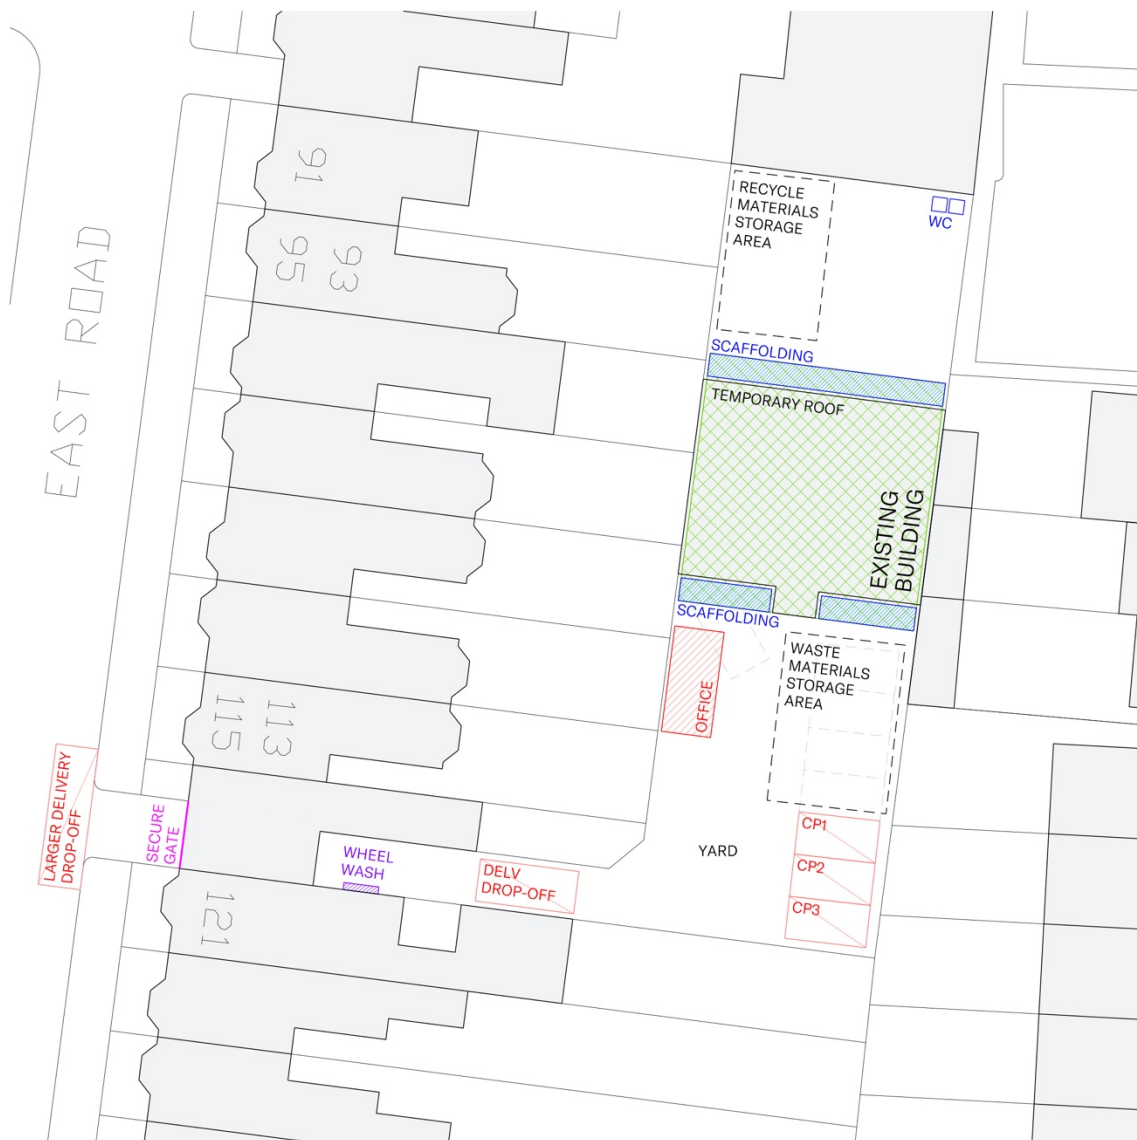 91
RECYCLE
MATERIALS
STORAGE
AREA
WC
EAST ROAD
95
93
SCAFFOLDING
TEMPORARY ROOF
EXISTING
BUILDING
SCAFFOLDING
OFFICE
WASTE
MATERIALS
STORAGE
AREA
115
113
LARGER DELIVERY
DROP-OFF
SECURE
GATE
WHEEL
WASH
DELV
DROP-OFF
YARD
CP1
CP2
CP3
121